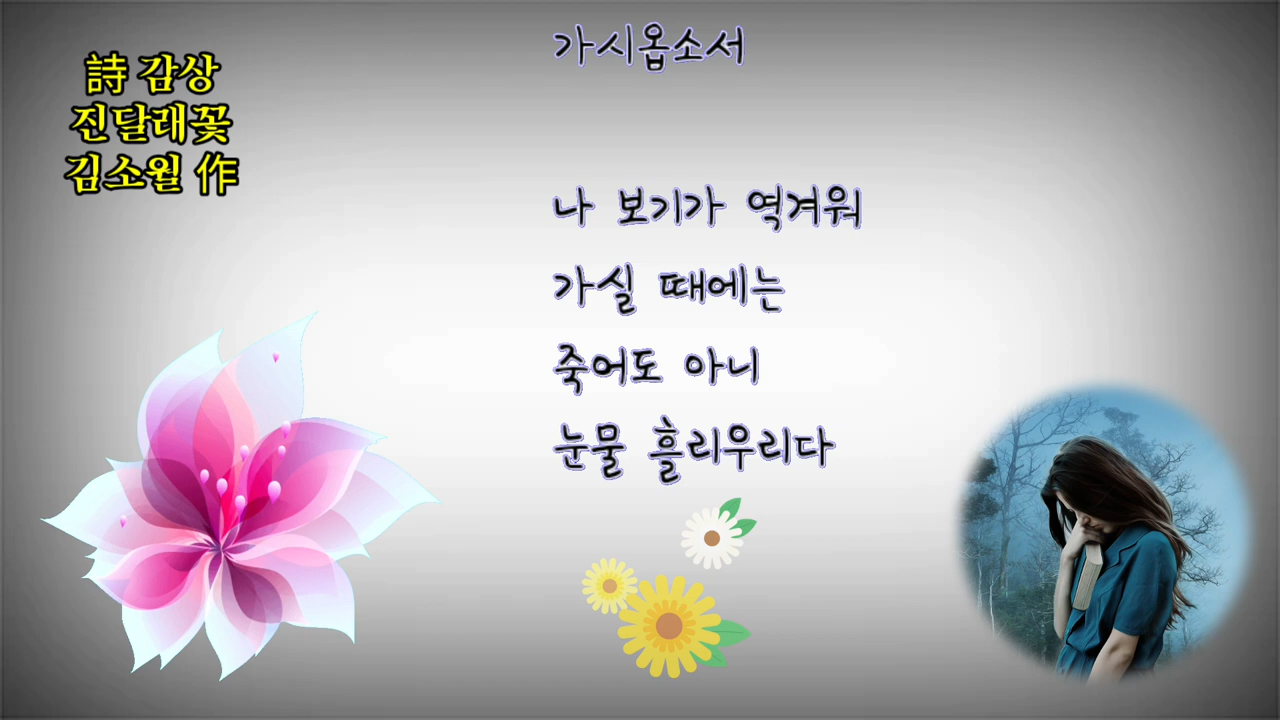 詩 감상
진달래꽃
김소월 作
가시옵소서
나 보기가 역겨워
가실 때에는
죽어도 아니
눈물 흘리우리다